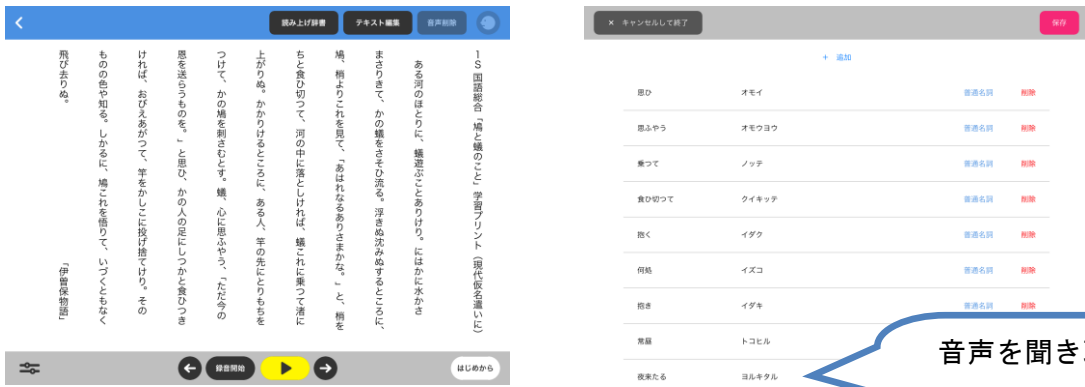 読み上げ辞書
テキスト編集
音声削除
1S 国語総合「鳩と蟻のこと」学習プリント（現代仮名遣いに）
ある河のほとりに、蟻遊ぶことありけり。にはかに水かさ
まさりきて、かの蟻をさそひ流る。浮きぬ沈みぬするところに、
鳩、梢よりこれを見て、「あはれなるありさまかな。」と、梢を
ちと食ひ切つて、河の中に落としければ、蟻これに乗つて渚に
上がりぬ。かかりけるところに、ある人、竿の先にとりもちを
つけて、かの鳩を刺さむとす。蟻、心に思ふやう、「ただ今の
恩を送らうものを。」と思ひ、かの人の足にしつかと食ひつき
ければ、おびえあがつて、竿をかしこに投げ捨てけり。その
ものの色や知る。しかるに、鳩これを悟りて、いづくともなく
飛び去りぬ。
「伊曽保物語」
録音開始
はじめから
× キャンセルして終了
保存
＋ 追加
思ひ オモイ 普通名詞 削除
思ふやう オモウヨウ 普通名詞 削除
乗つて ノッテ 普通名詞 削除
食ひ切つて クイキッテ 普通名詞 削除
抱く イダク 普通名詞 削除
何処 イズコ 普通名詞 削除
抱き イダキ 普通名詞 削除
トコヒル
夜来たる ヨルキタル
音声を聞き